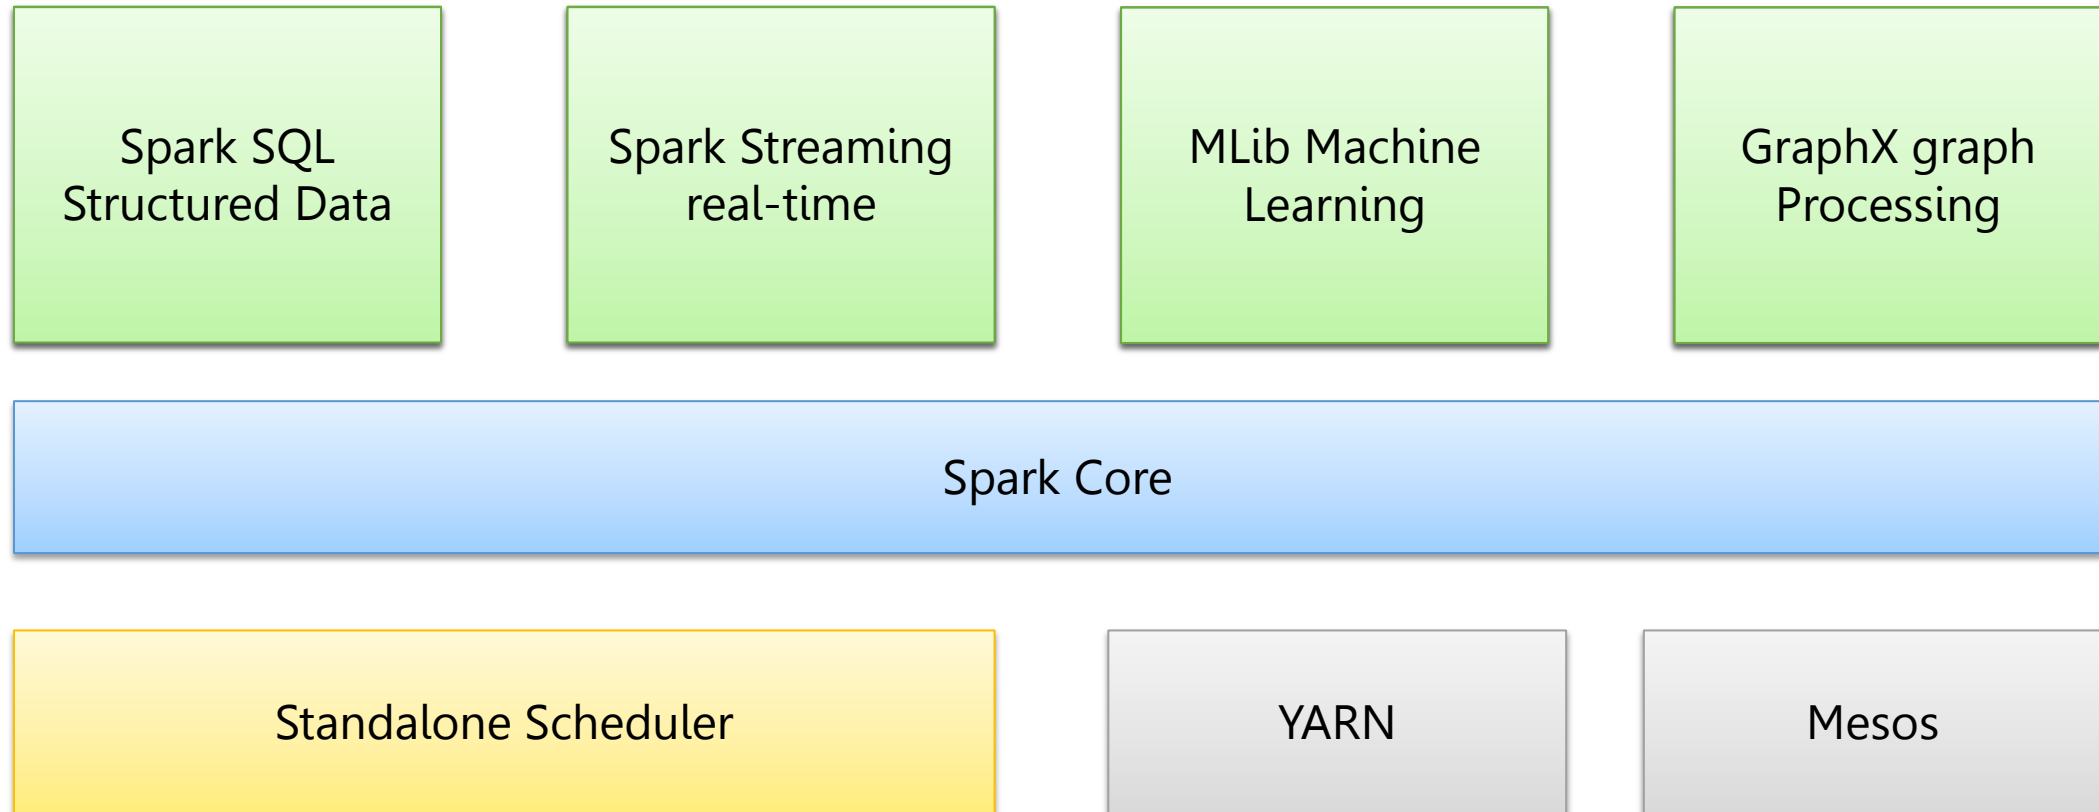 Spark SQL
Structured Data
Spark Streaming
real-time
MLib Machine
Learning
GraphX graph
Processing
Spark Core
Standalone Scheduler
YARN
Mesos